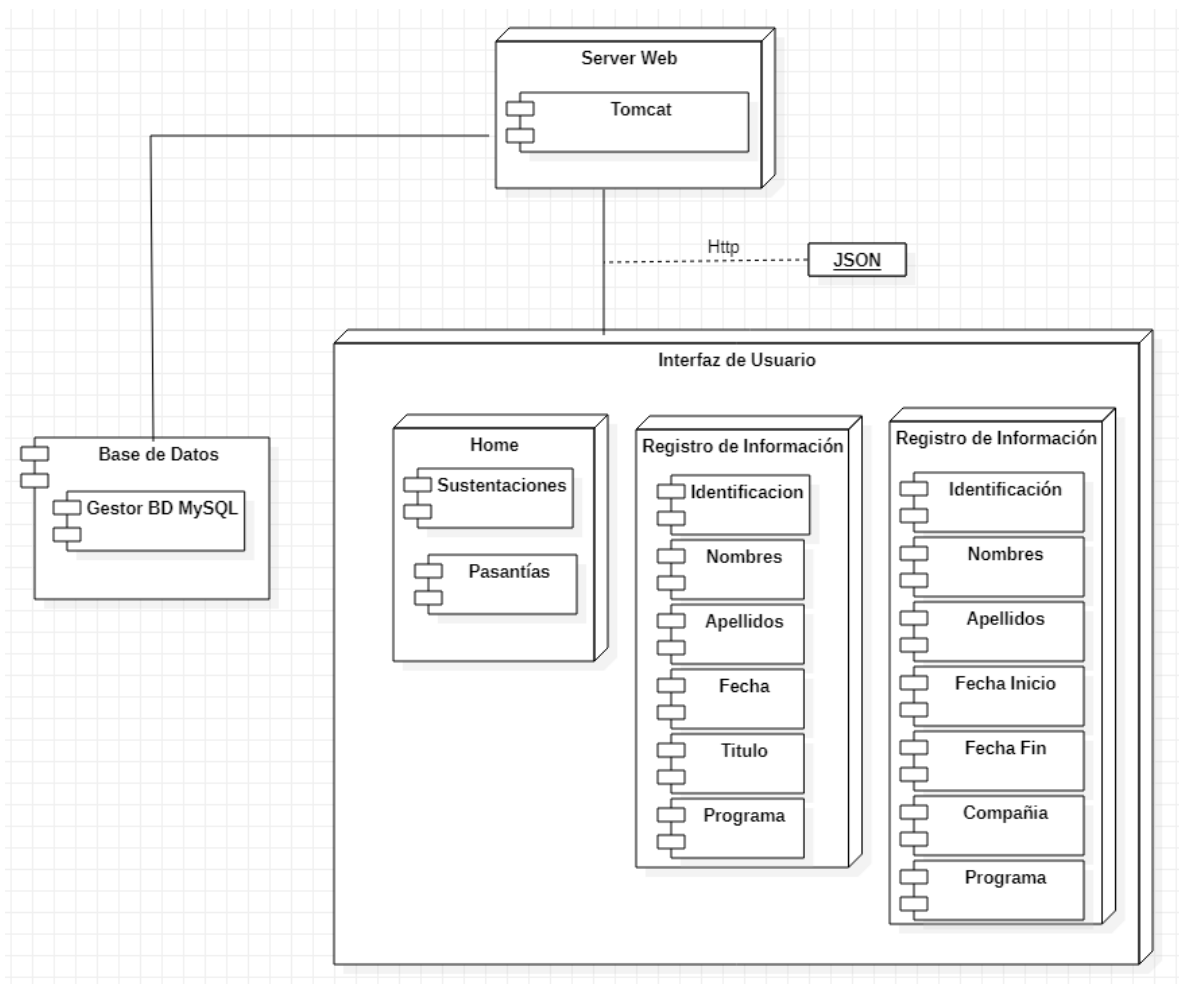 Server Web
Tomcat
Http
JSON
Interfaz de Usuario
Base de Datos
Gestor BD MySQL
Home
Sustentaciones
Pasantías
Registro de Información
Identificacion
Nombres
Apellidos
Fecha
Titulo
Programa
Registro de Información
Identificación
Nombres
Apellidos
Fecha Inicio
Fecha Fin
Compañia
Programa